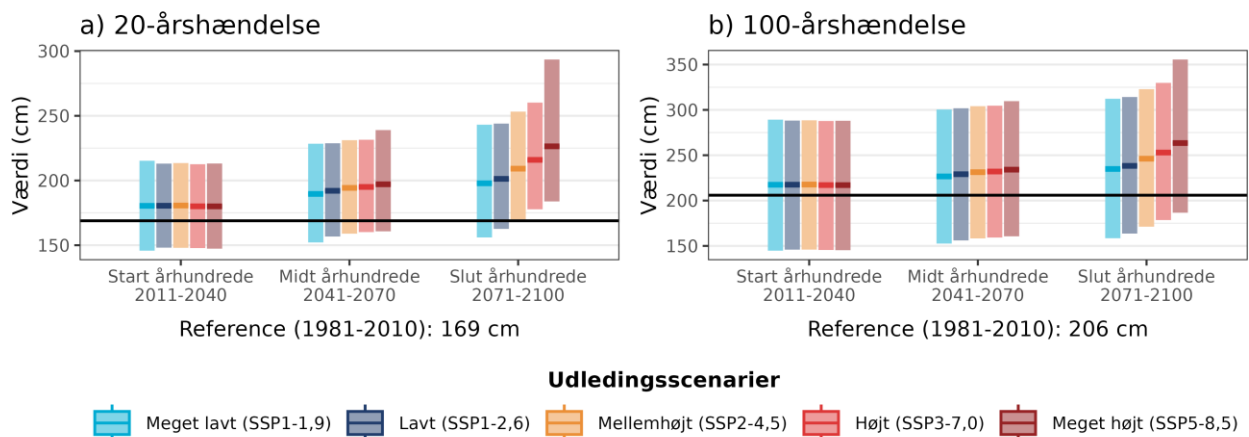 a) 20-årshændelse
Værdi (cm)
300
250
200
150
Start århundrede
2011-2040
Midt århundrede
2041-2070
Slut århundrede
2071-2100
Reference (1981-2010): 169 cm
b) 100-årshændelse
Værdi (cm)
350
300
250
200
150
Start århundrede
2011-2040
Midt århundrede
2041-2070
Slut århundrede
2071-2100
Reference (1981-2010): 206 cm
Udledingsscenarier
Meget lavt (SSP1-1,9)
Lavt (SSP1-2,6)
Mellemhøjt (SSP2-4,5)
Højt (SSP3-7,0)
Meget højt (SSP5-8,5)